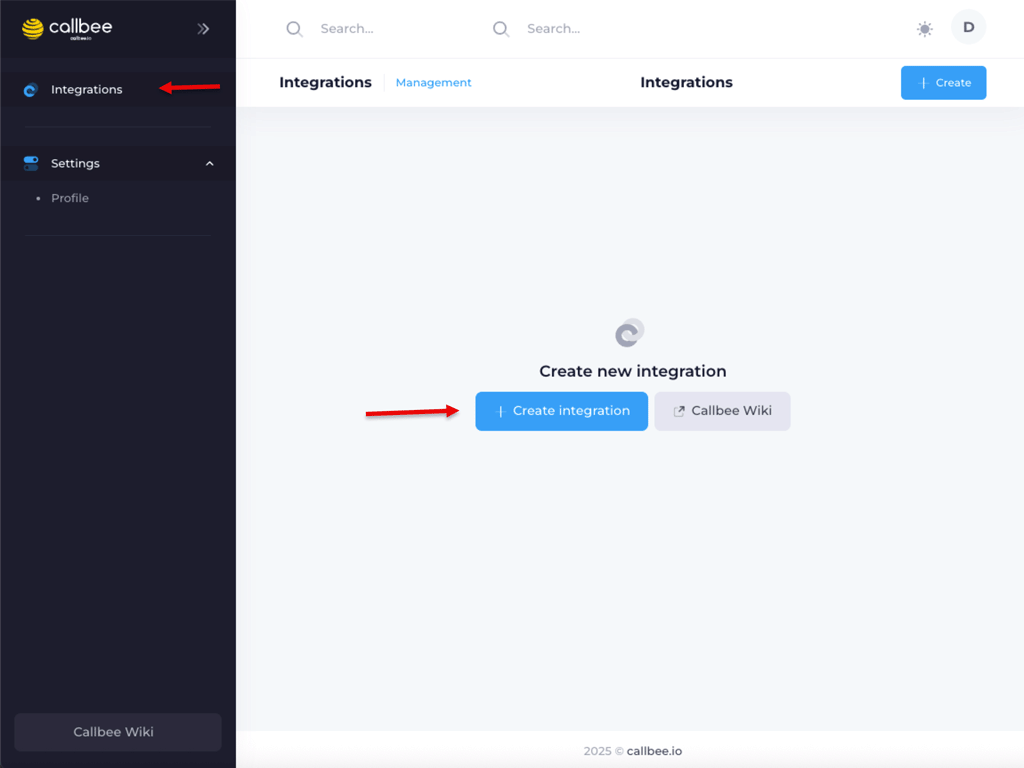 callbee
callbee.io
Search...
Search...
D
Integrations
Integrations
Management
Integrations
Create
Settings
Profile
Create new integration
Create integration
Callbee Wiki
Callbee Wiki
2025 © callbee.io